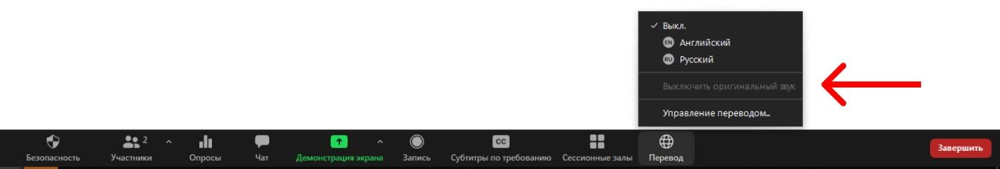 Выкл.
EN Английский
RU Русский
Выключить оригинальный звук
Управление переводом...
2
CC
Безопасность
Участники
Опросы
Чат
Демонстрация экрана
Запись
Субтитры по требованию
Сессионные залы
Перевод
Завершить